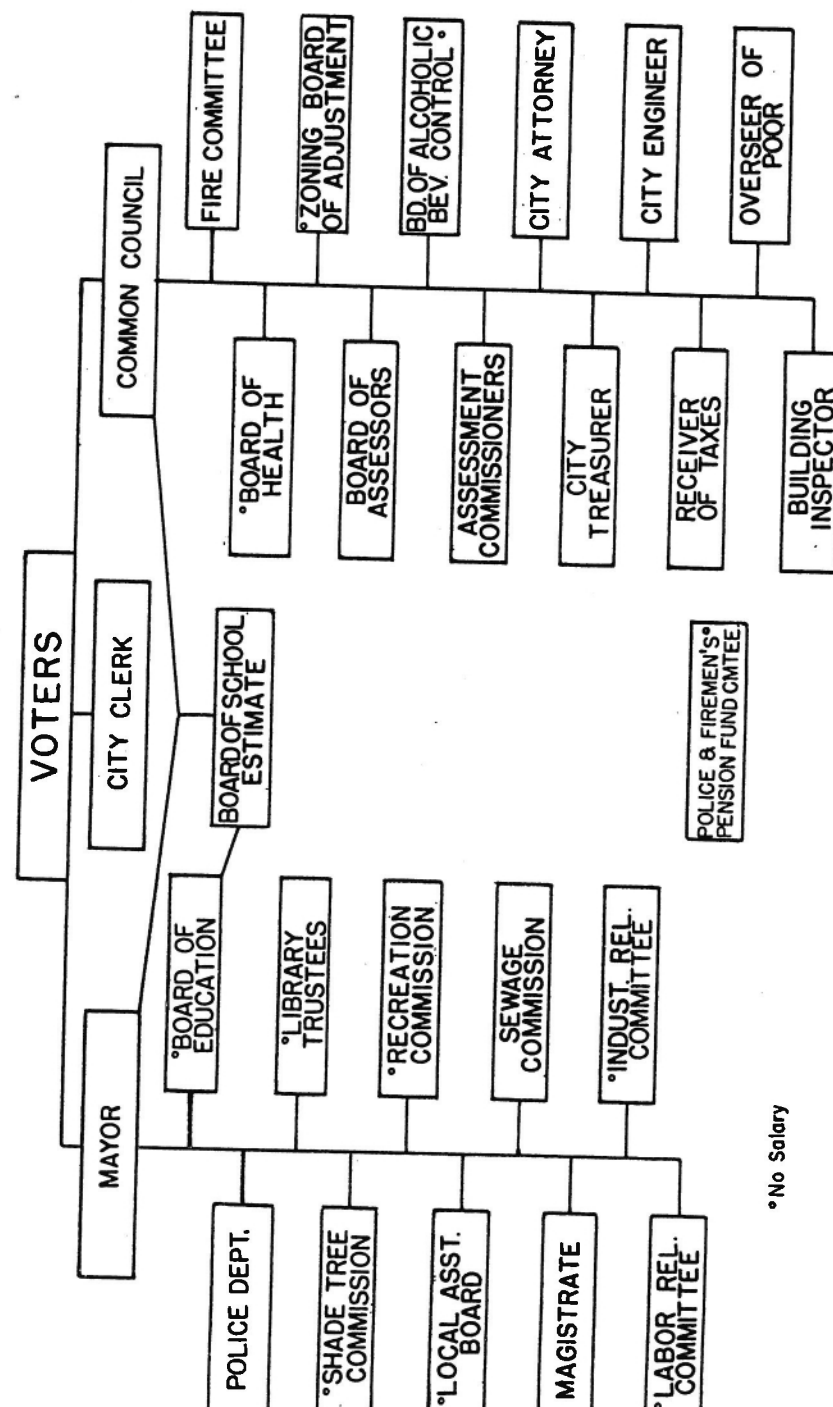 VOTERS
MAYOR
CITY CLERK
COMMON COUNCIL
BOARD OF SCHOOL
ESTIMATE
°BOARD OF
EDUCATION
POLICE DEPT.
°LIBRARY
TRUSTEES
°SHADE TREE
COMMISSION
°RECREATION
COMMISSION
°LOCAL ASST.
BOARD
SEWAGE
COMMISSION
MAGISTRATE
°INDUST. REL.
COMMITTEE
°LABOR REL.
COMMITTEE
FIRE COMMITTEE
°BOARD OF
HEALTH
°ZONING BOARD
OF ADJUSTMENT
BOARD OF
ASSESSORS
BD. OF ALCOHOLIC
BEV. CONTROL°
ASSESSMENT
COMMISSIONERS
CITY ATTORNEY
CITY
TREASURER
CITY ENGINEER
RECEIVER
OF TAXES
OVERSEER OF
POOR
BUILDING
INSPECTOR
POLICE & FIREMEN'S°
PENSION FUND CMTEE.
°No Salary